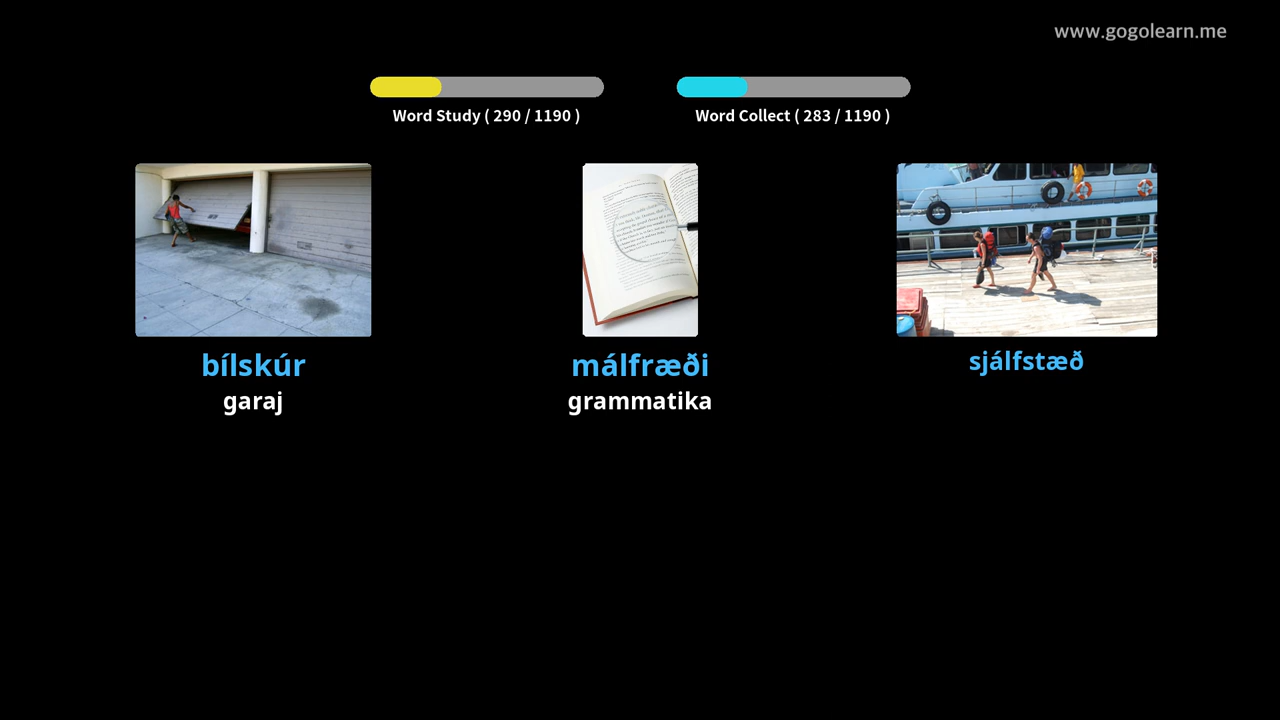 www.gogolearn.me
Word Study ( 290 / 1190 )
Word Collect ( 283 / 1190 )
bílskúr
garaj
málfræði
grammatika
sjálfstæð